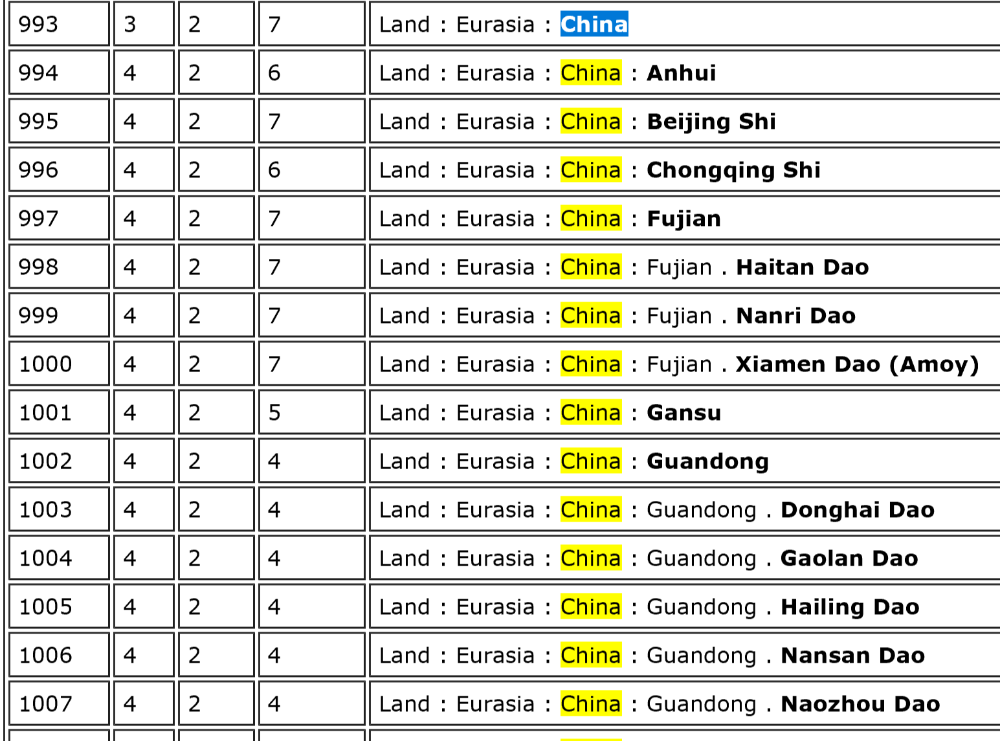 993 3 2 7 Land : Eurasia : China
994 4 2 6 Land : Eurasia : China : Anhui
995 4 2 7 Land : Eurasia : China : Beijing Shi
996 4 2 6 Land : Eurasia : China : Chongqing Shi
997 4 2 7 Land : Eurasia : China : Fujian
998 4 2 7 Land : Eurasia : China : Fujian . Haitan Dao
999 4 2 7 Land : Eurasia : China : Fujian . Nanri Dao
1000 4 2 7 Land : Eurasia : China : Fujian . Xiamen Dao (Amoy)
1001 4 2 5 Land : Eurasia : China : Gansu
1002 4 2 4 Land : Eurasia : China : Guandong
1003 4 2 4 Land : Eurasia : China : Guandong . Donghai Dao
1004 4 2 4 Land : Eurasia : China : Guandong . Gaolan Dao
1005 4 2 4 Land : Eurasia : China : Guandong . Hailing Dao
1006 4 2 4 Land : Eurasia : China : Guandong . Nansan Dao
1007 4 2 4 Land : Eurasia : China : Guandong . Naozhou Dao